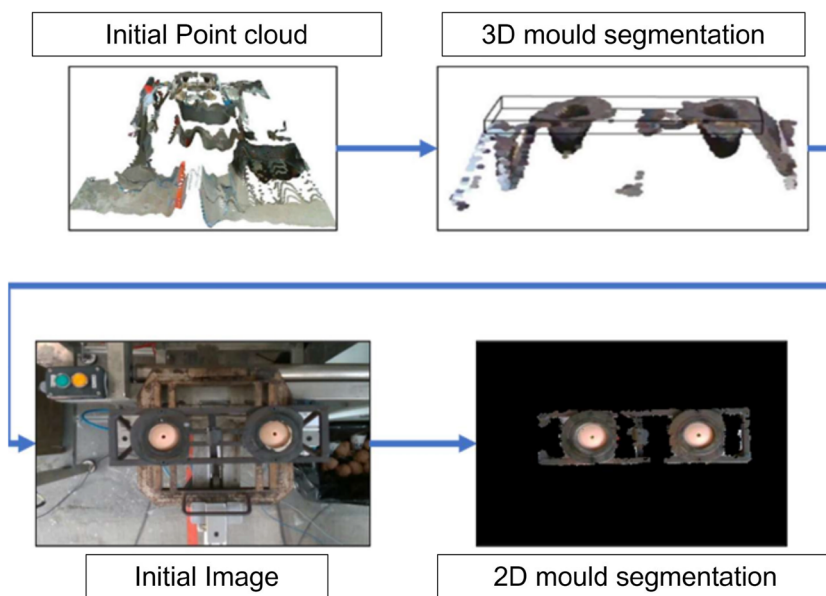 Initial Point cloud
3D mould segmentation
Initial Image
2D mould segmentation